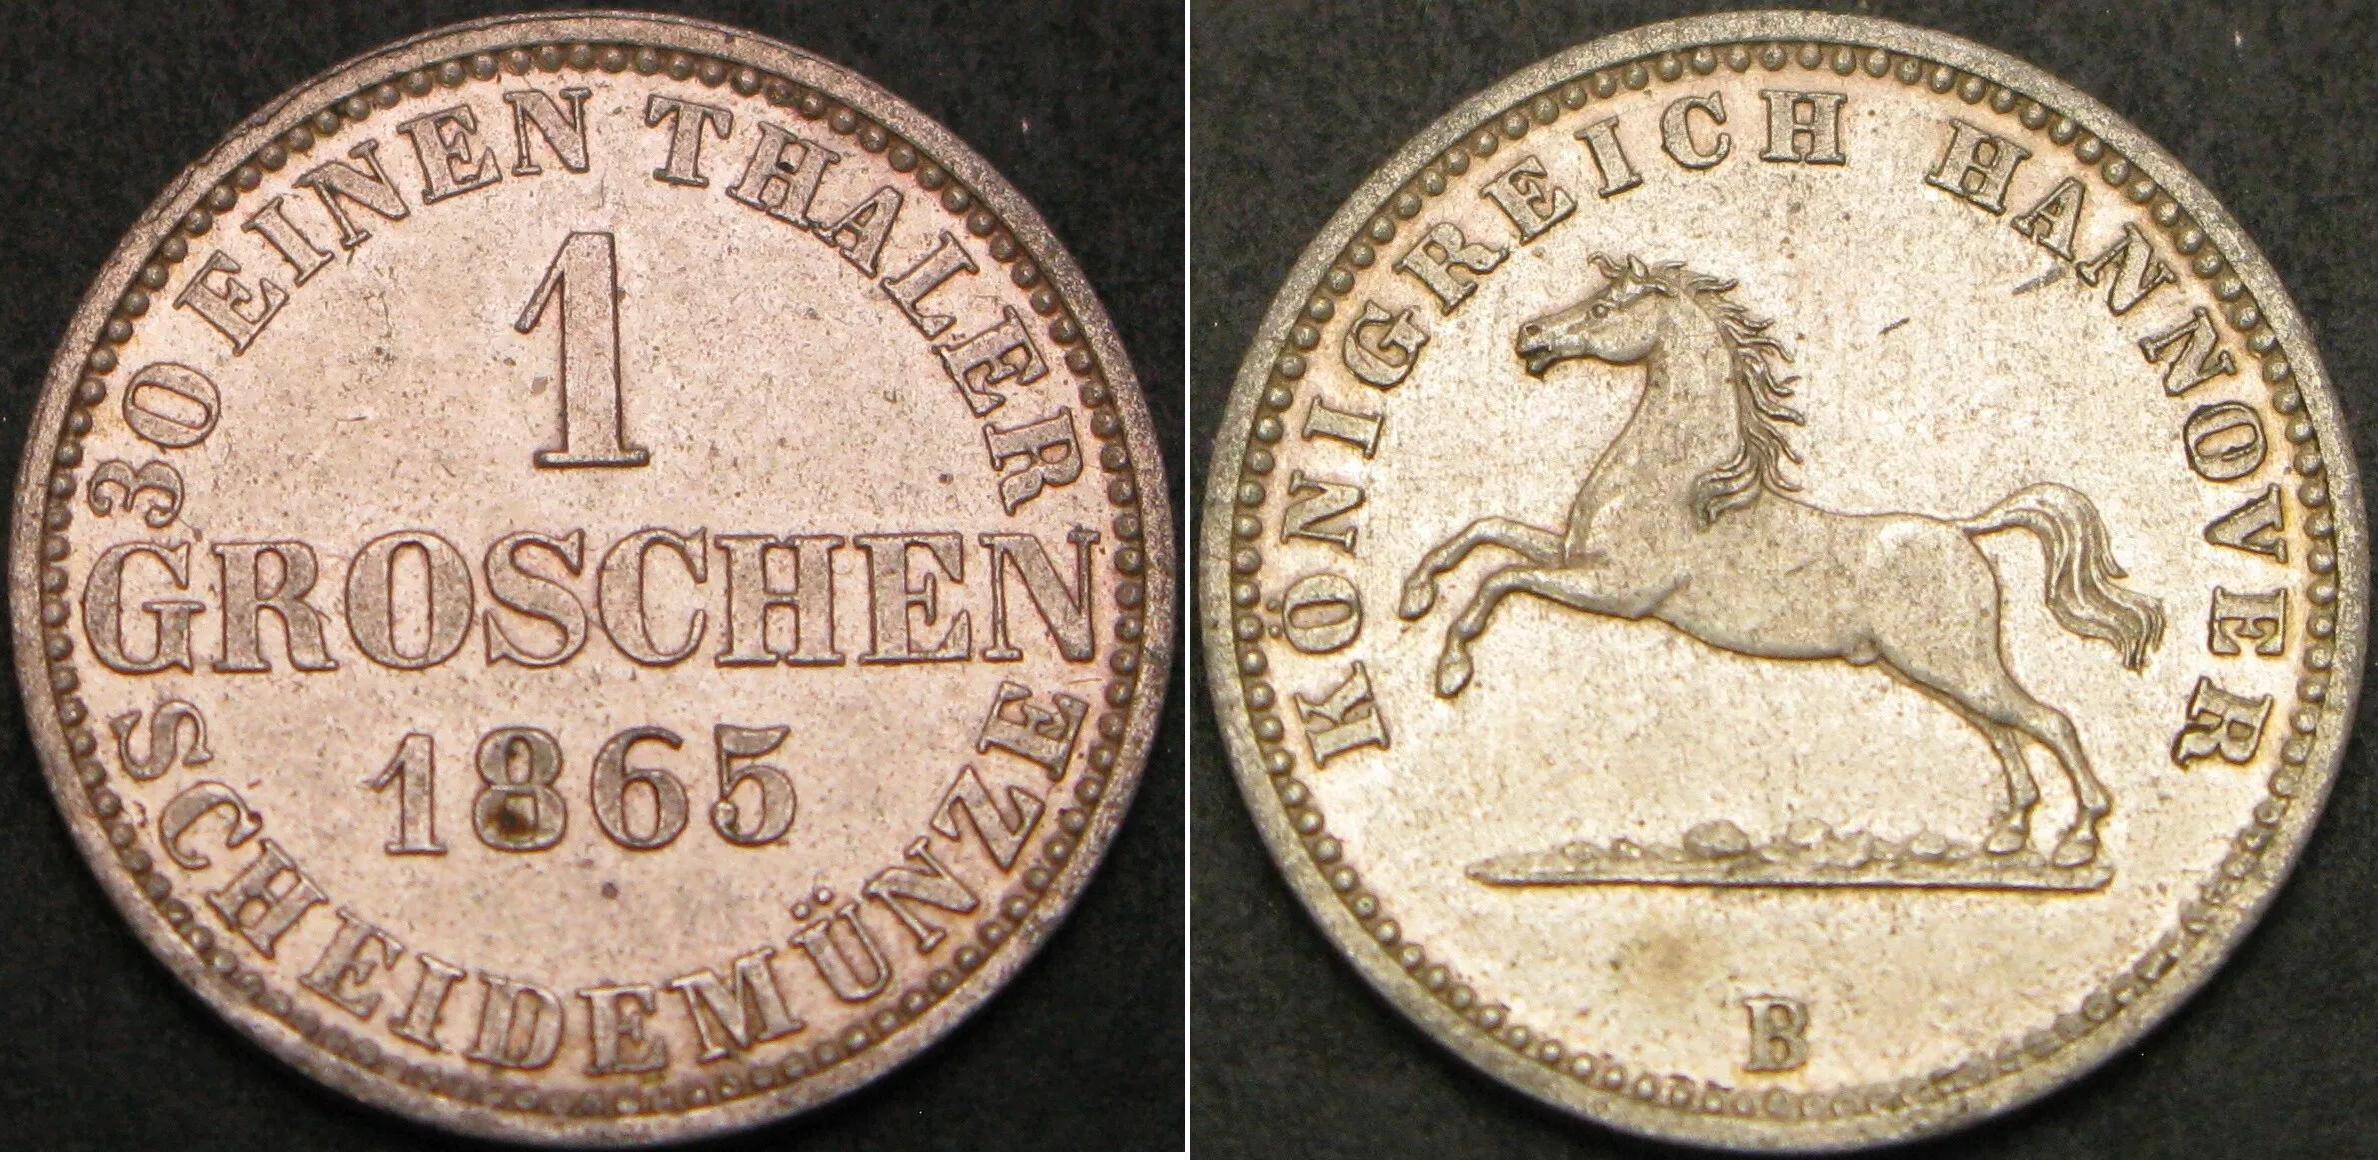 30 EINEN THALER
1
GROSCHEN
1865
SCHEIDEMÜNZE
KÖNIGREICH HANNOVER
B